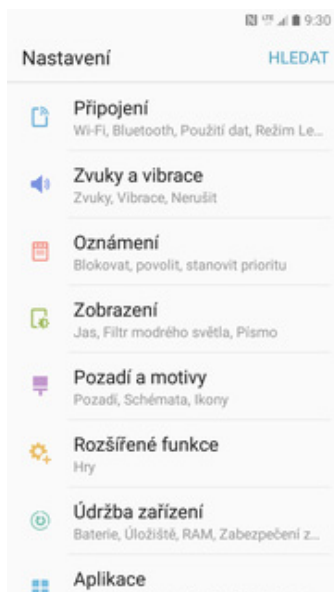 9:30
Nastavení HLEDAT
Připojení
Wi-Fi, Bluetooth, Použití dat, Režim Le...
Zvuky a vibrace
Zvuky, Vibrace, Nerušit
Oznámení
Blokovat, povolit, stanovit prioritu
Zobrazení
Jas, Filtr modrého světla, Písmo
Pozadí a motivy
Pozadí, Schémata, Ikony
Rozšířené funkce
Hry
Údržba zařízení
Baterie, Úložiště, RAM, Zabezpečení z...
Aplikace